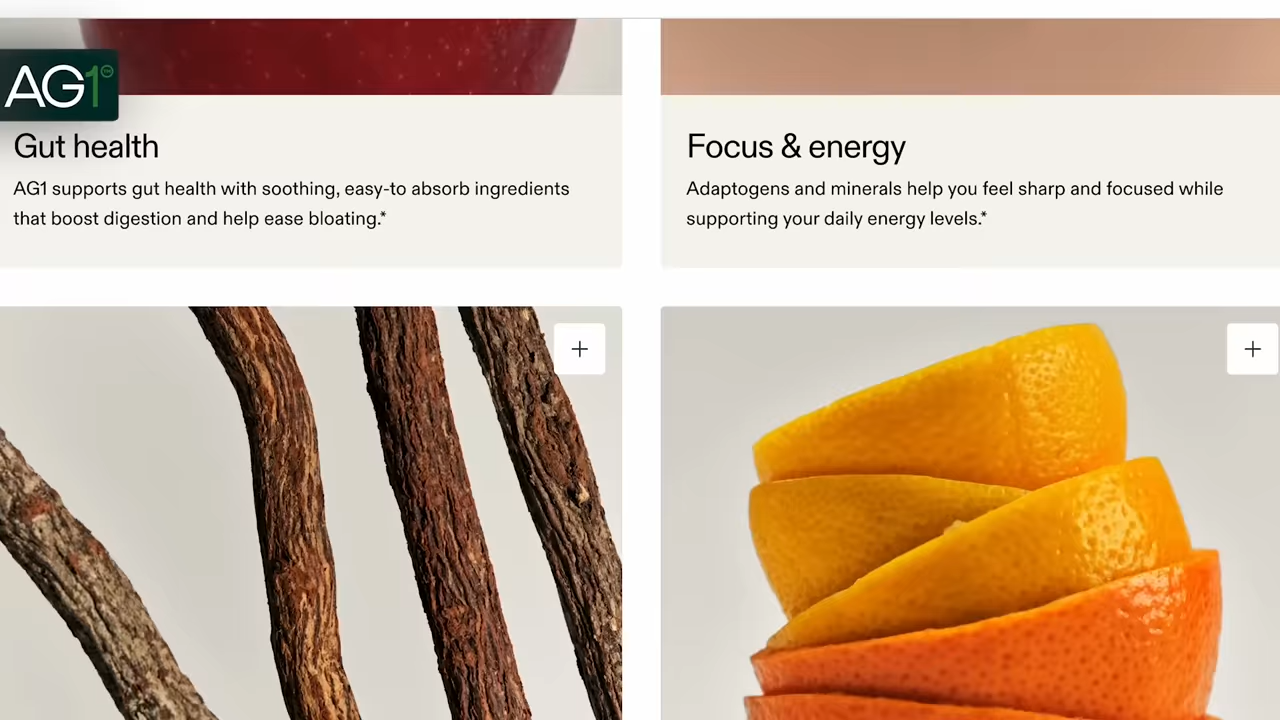 AG1
Gut health
AG1 supports gut health with soothing, easy-to absorb ingredients
that boost digestion and help ease bloating.*
Focus & energy
Adaptogens and minerals help you feel sharp and focused while
supporting your daily energy levels.*